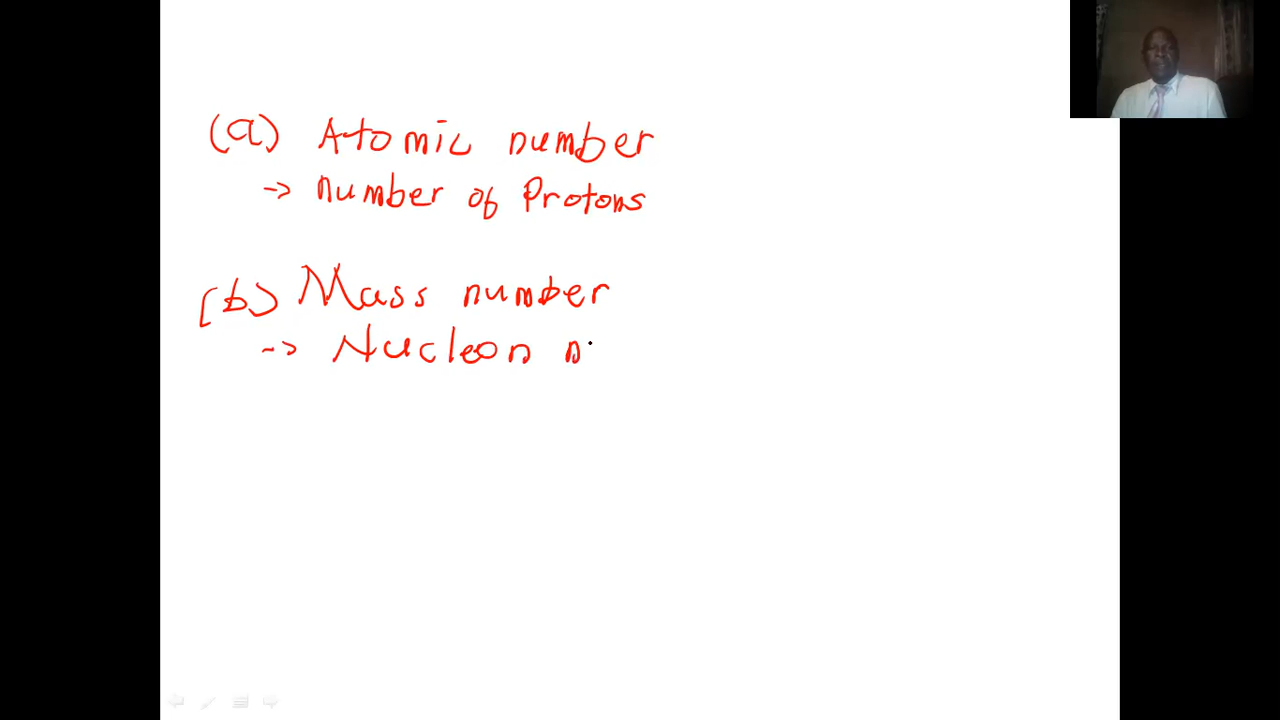 (a) Atomic number
-> number of Protons
(b) Mass number
-> Nucleon n